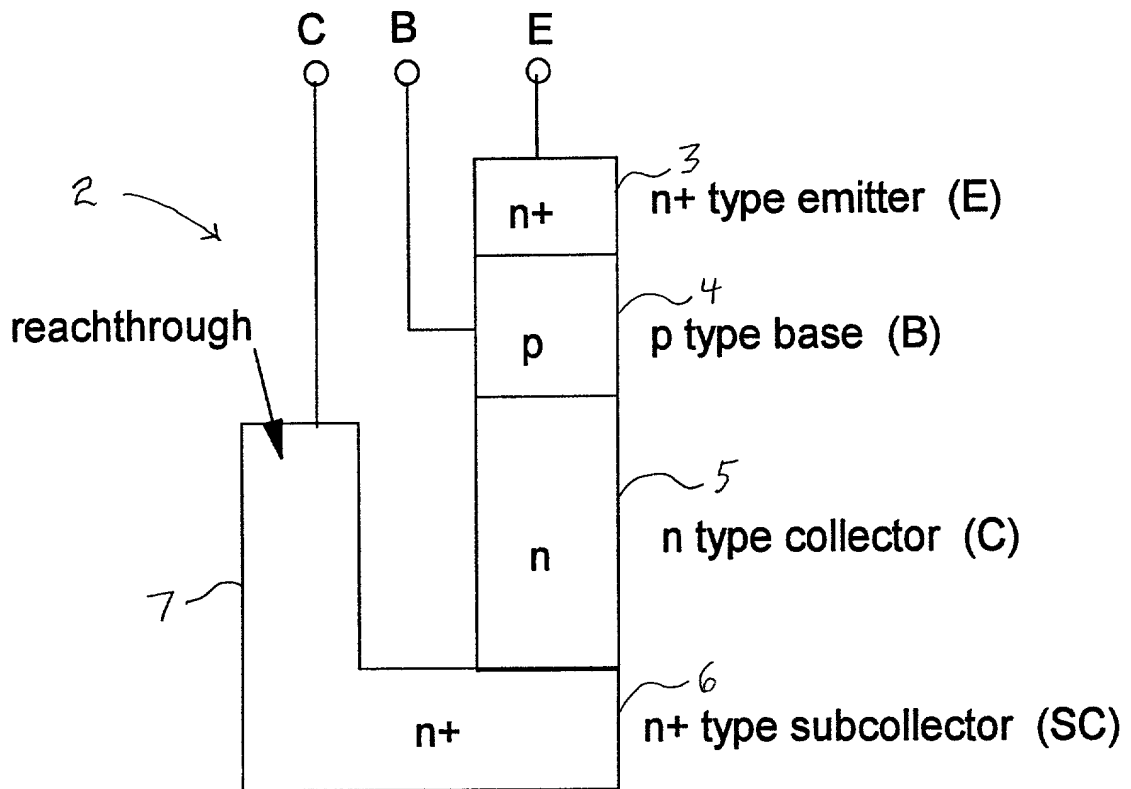 C B E
3
n+ n+ type emitter (E)
2
4
reachthrough
p p type base (B)
5
n n type collector (C)
7
6
n+ n+ type subcollector (SC)